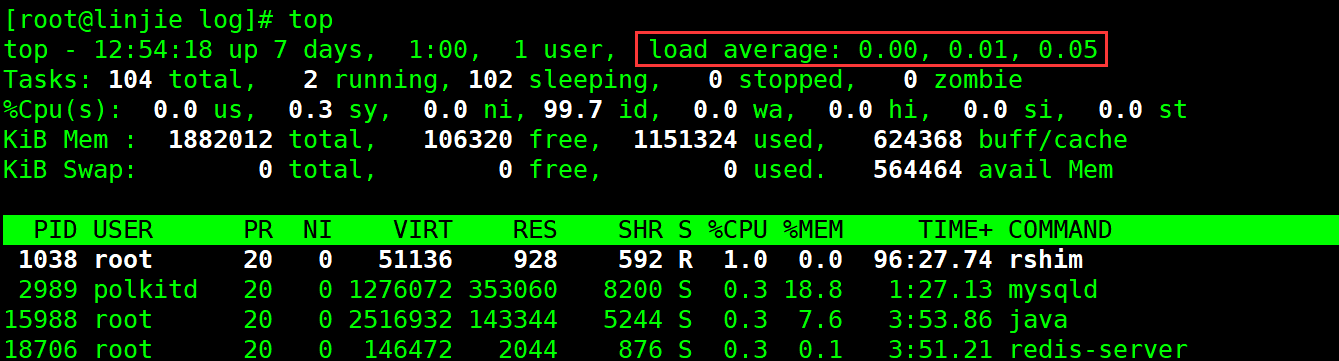 [root@linjie log]# top
top - 12:54:18 up 7 days,  1:00,  1 user,  load average: 0.00, 0.01, 0.05
Tasks: 104 total,   2 running, 102 sleeping,   0 stopped,   0 zombie
%Cpu(s):  0.0 us,  0.3 sy,  0.0 ni, 99.7 id,  0.0 wa,  0.0 hi,  0.0 si,  0.0 st
KiB Mem :  1882012 total,   106320 free,  1151324 used,   624368 buff/cache
KiB Swap:        0 total,        0 free,        0 used.   564464 avail Mem
  PID USER      PR  NI    VIRT    RES    SHR S %CPU %MEM     TIME+ COMMAND
 1038 root      20   0   51136    928    592 R  1.0  0.0  96:27.74 rshim
 2989 polkitd   20   0 1276072 353060   8200 S  0.3 18.8   1:27.13 mysqld
15988 root      20   0 2516932 143344   5244 S  0.3  7.6   3:53.86 java
18706 root      20   0  146472   2044    876 S  0.3  0.1   3:51.21 redis-server